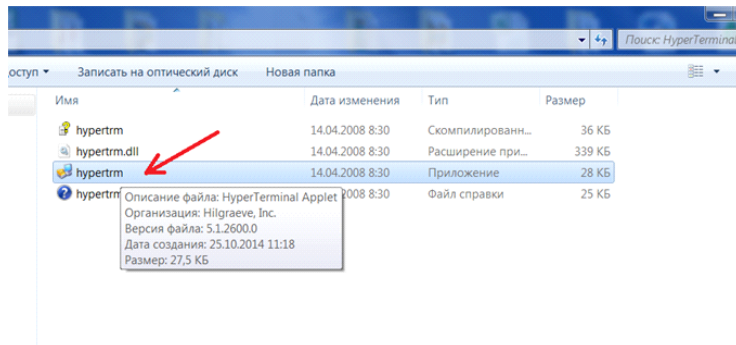 Поиск: HyperTerminal
оступ Записать на оптический диск Новая папка
Имя Дата изменения Тип Размер
hypertrm 14.04.2008 8:30 Скомпилированн... 36 КБ
hypertrm.dll 14.04.2008 8:30 Расширение при... 339 КБ
hypertrm 14.04.2008 8:30 Приложение 28 КБ
hypertrm 2008 8:30 Файл справки 25 КБ
Описание файла: HyperTerminal Applet
Организация: Hilgraeve, Inc.
Версия файла: 5.1.2600.0
Дата создания: 25.10.2014 11:18
Размер: 27,5 КБ